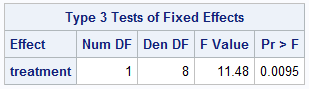 Type 3 Tests of Fixed Effects
Effect Num DF Den DF F Value Pr > F
treatment 1 8 11.48 0.0095